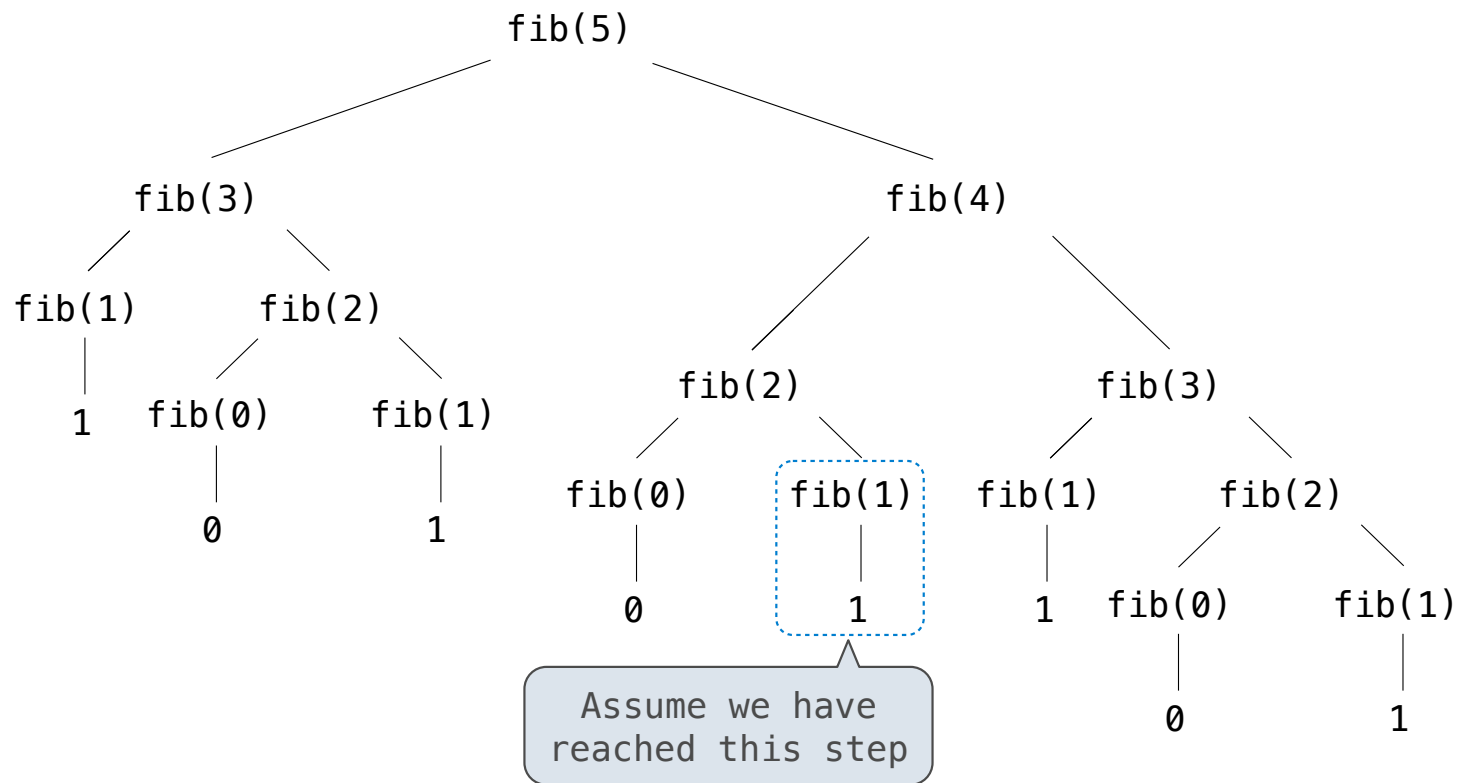 fib(5)
fib(3) fib(4)
fib(1) fib(2)
fib(2) fib(3)
1 fib(0) fib(1)
fib(0) fib(1) fib(1) fib(2)
0 1
0 1 1 fib(0) fib(1)
Assume we have
reached this step
0 1